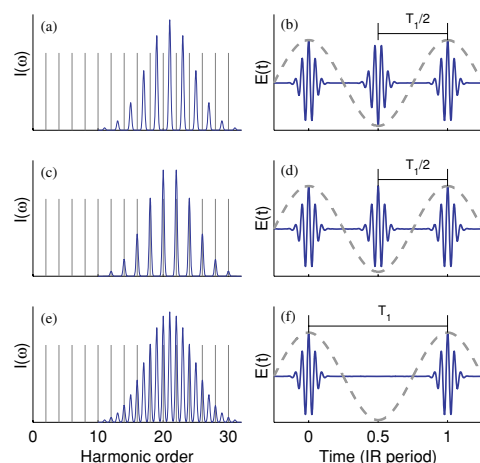 (a)
I(ω)
(b)
T₁/2
E(t)
(c)
I(ω)
(d)
T₁/2
E(t)
(e)
I(ω)
0 10 20 30
Harmonic order
(f)
T₁
E(t)
0 0.5 1
Time (IR period)